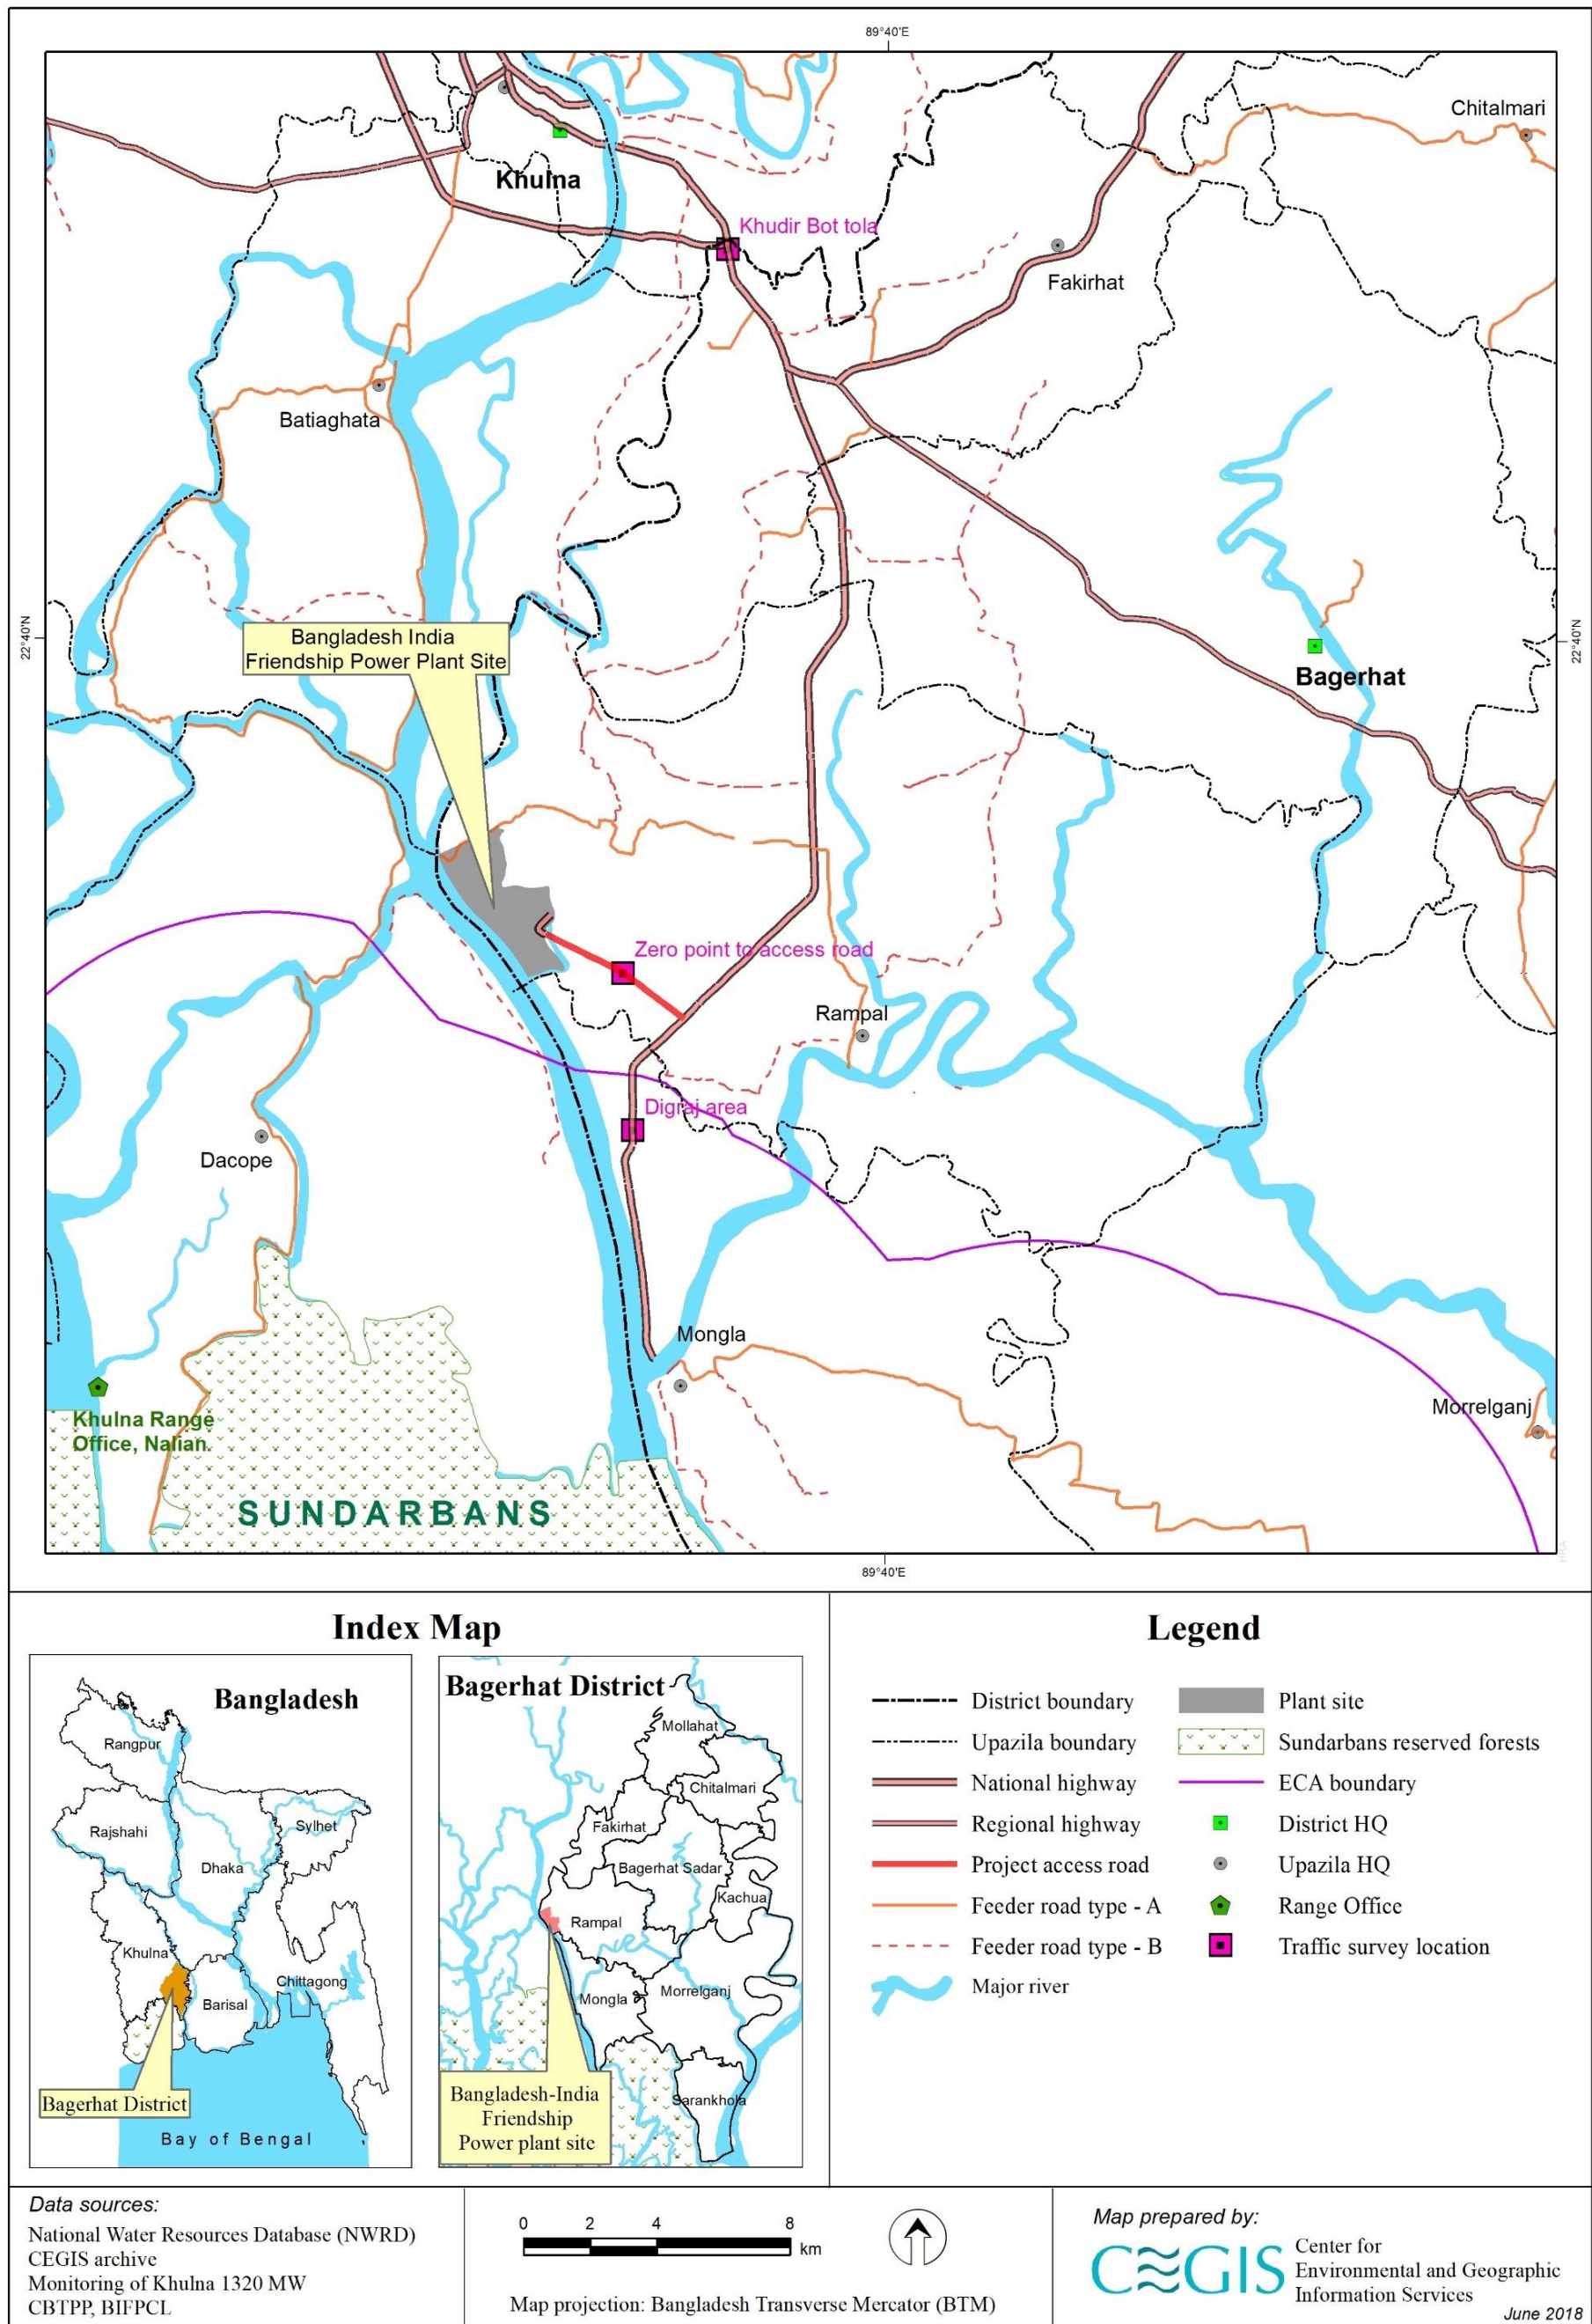 89°40'E
Chitalmari
Khulna
Khudir Bot tola
Fakirhat
Batiaghata
22°40'N
22°40'N
Bangladesh India
Friendship Power Plant Site
Bagerhat
Zero point to access road
Rampal
Digraj area
Dacope
Mongla
Morrelganj
Khulna Range
Office, Nalian
SUNDARBANS
89°40'E
Index Map
Bangladesh
Rangpur
Rajshahi
Sylhet
Dhaka
Khulna
Chittagong
Barisal
Bagerhat District
Bay of Bengal
Bagerhat District
Mollahat
Chitalmari
Fakirhat
Bagerhat Sadar
Kachua
Rampal
Mongla
Morrelganj
Sarankhola
Bangladesh-India
Friendship
Power plant site
Legend
District boundary
Upazila boundary
National highway
Regional highway
Project access road
Feeder road type - A
Feeder road type - B
Major river
Plant site
Sundarbans reserved forests
ECA boundary
District HQ
Upazila HQ
Range Office
Traffic survey location
Data sources:
National Water Resources Database (NWRD)
CEGIS archive
Monitoring of Khulna 1320 MW
CBTPP, BIFPCL
0 2 4 8
km
Map projection: Bangladesh Transverse Mercator (BTM)
Map prepared by:
CEGIS
Center for
Environmental and Geographic
Information Services
June 2018